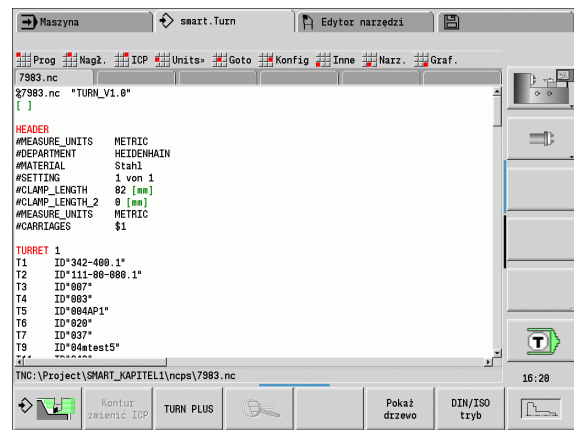 Maszyna smart.Turn Edytor narzędzi
Prog Nagł. ICP Units» Goto Konfig Inne Narz. Graf.
7983.nc
%7983.nc "TURN_V1.0"
[ ]
HEADER
#MEASURE_UNITS METRIC
#DEPARTMENT HEIDENHAIN
#MATERIAL Stahl
#SETTING 1 von 1
#CLAMP_LENGTH 82 [mm]
#CLAMP_LENGTH_2 0 [mm]
#MEASURE_UNITS METRIC
#CARRIAGES $1
TURRET 1
T1 ID"342-400.1"
T2 ID"111-80-080.1"
T3 ID"007"
T4 ID"003"
T5 ID"004AP1"
T6 ID"020"
T7 ID"037"
T9 ID"04mtest5"
TNC:\Project\SMART_KAPITEL1\ncps\7983.nc
T
16:20
Kontur zmienić ICP
TURN PLUS
Pokaż drzewo
DIN/ISO tryb